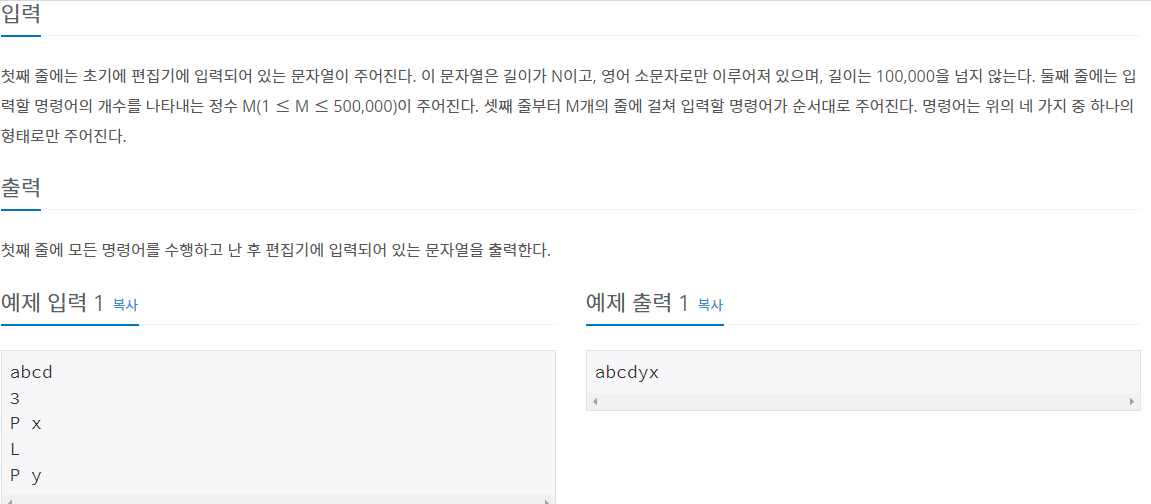 입력
첫째 줄에는 초기에 편집기에 입력되어 있는 문자열이 주어진다. 이 문자열은 길이가 N이고, 영어 소문자로만 이루어져 있으며, 길이는 100,000을 넘지 않는다. 둘째 줄에는 입
력할 명령어의 개수를 나타내는 정수 M(1 ≤ M ≤ 500,000)이 주어진다. 셋째 줄부터 M개의 줄에 걸쳐 입력할 명령어가 순서대로 주어진다. 명령어는 위의 네 가지 중 하나의
형태로만 주어진다.
출력
첫째 줄에 모든 명령어를 수행하고 난 후 편집기에 입력되어 있는 문자열을 출력한다.
예제 입력 1 복사
abcd
3
P x
L
P y
예제 출력 1 복사
abcdyx